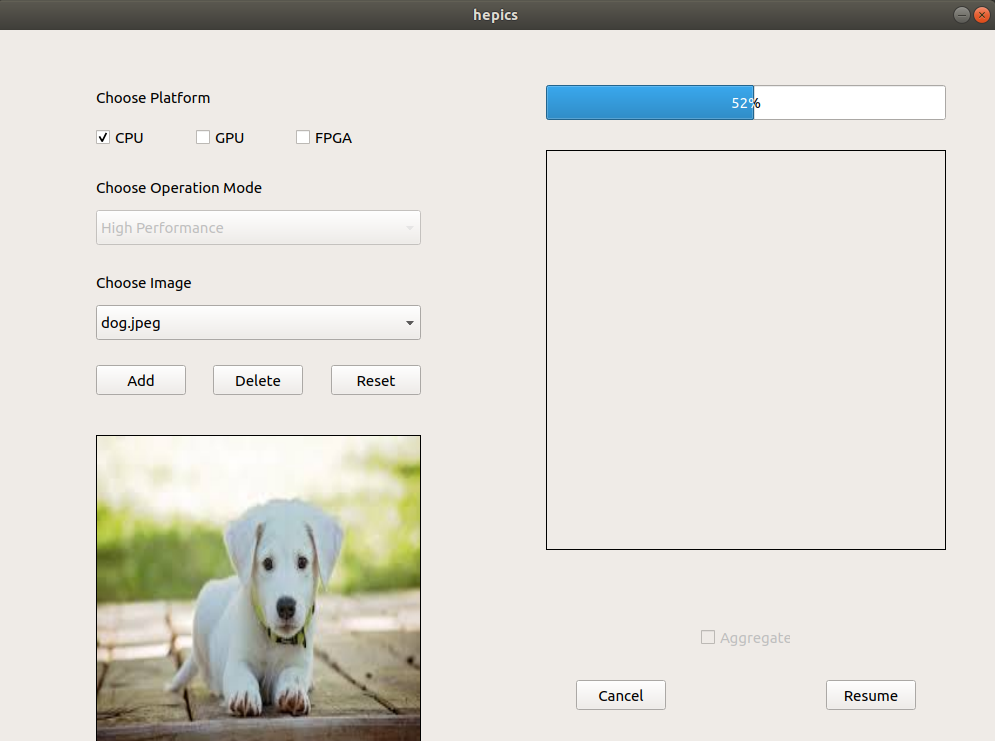 hepics
Choose Platform
CPU GPU FPGA
Choose Operation Mode
High Performance
Choose Image
dog.jpeg
Add Delete Reset
52%
Aggregate
Cancel Resume